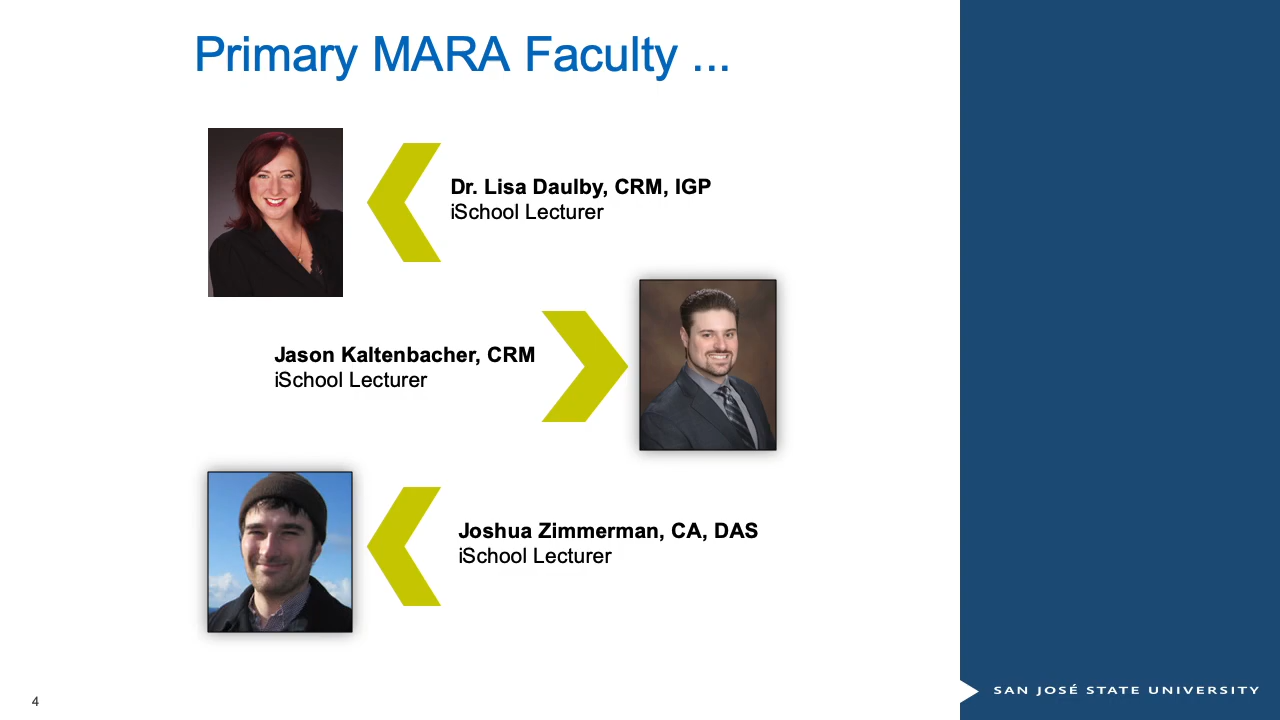 Primary MARA Faculty ...
Dr. Lisa Daulby, CRM, IGP
iSchool Lecturer
Jason Kaltenbacher, CRM
iSchool Lecturer
Joshua Zimmerman, CA, DAS
iSchool Lecturer
4
SAN JOSÉ STATE UNIVERSITY